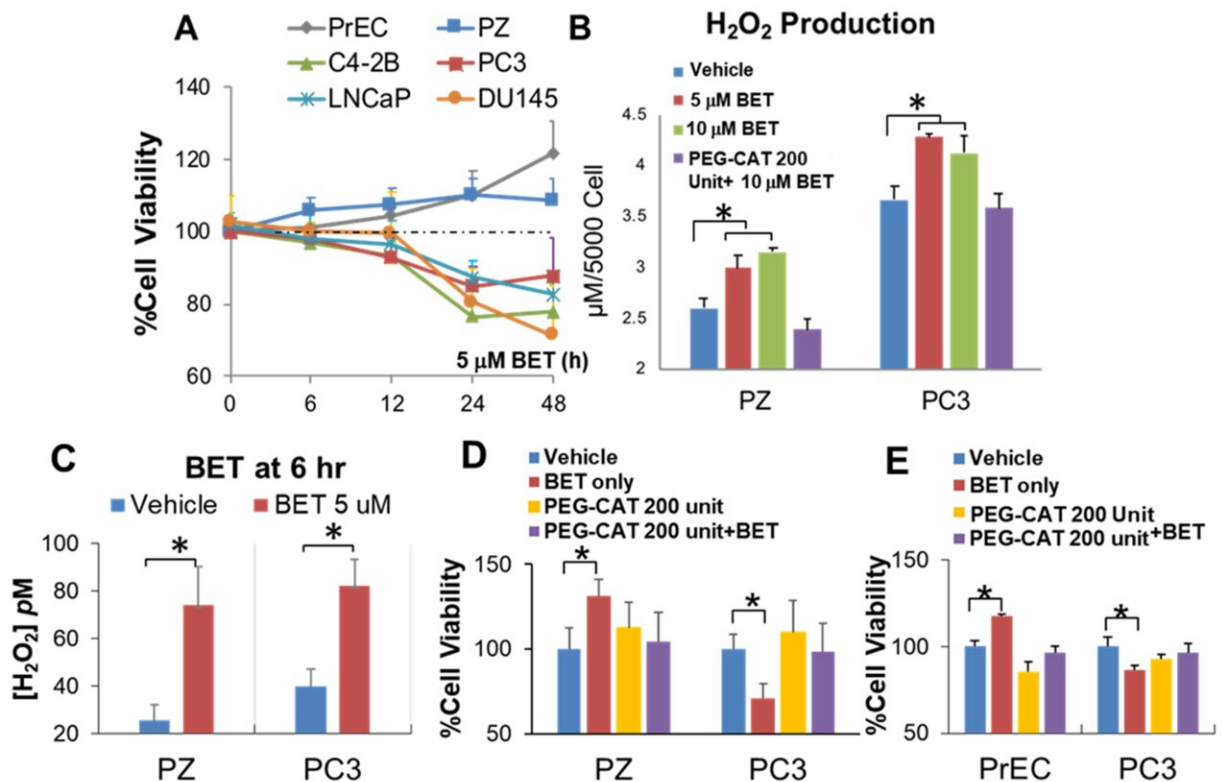 A
PrEC
PZ
C4-2B
PC3
LNCaP
DU145
%Cell Viability
140
120
100
80
60
5 μM BET (h)
0 6 12 24 48
B
H₂O₂ Production
Vehicle
5 μM BET
10 μM BET
PEG-CAT 200
Unit+ 10 μM BET
μM/5000 Cell
4.5
4
3.5
3
2.5
2
*
*
PZ PC3
C
BET at 6 hr
Vehicle BET 5 uM
[H₂O₂] pM
100
80
60
40
20
*
*
PZ PC3
D
Vehicle
BET only
PEG-CAT 200 unit
PEG-CAT 200 unit+BET
%Cell Viability
150
100
50
*
*
PZ PC3
E
Vehicle
BET only
PEG-CAT 200 Unit
PEG-CAT 200 unit+BET
%Cell Viability
150
100
50
*
*
PrEC PC3